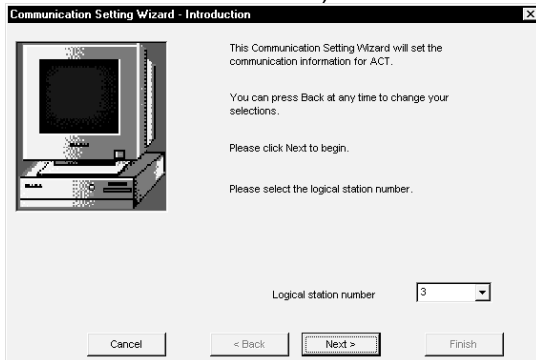 Communication Setting Wizard - Introduction
This Communication Setting Wizard will set the
communication information for ACT.
You can press Back at any time to change your
selections.
Please click Next to begin.
Please select the logical station number.
Logical station number 3
Cancel < Back Next > Finish